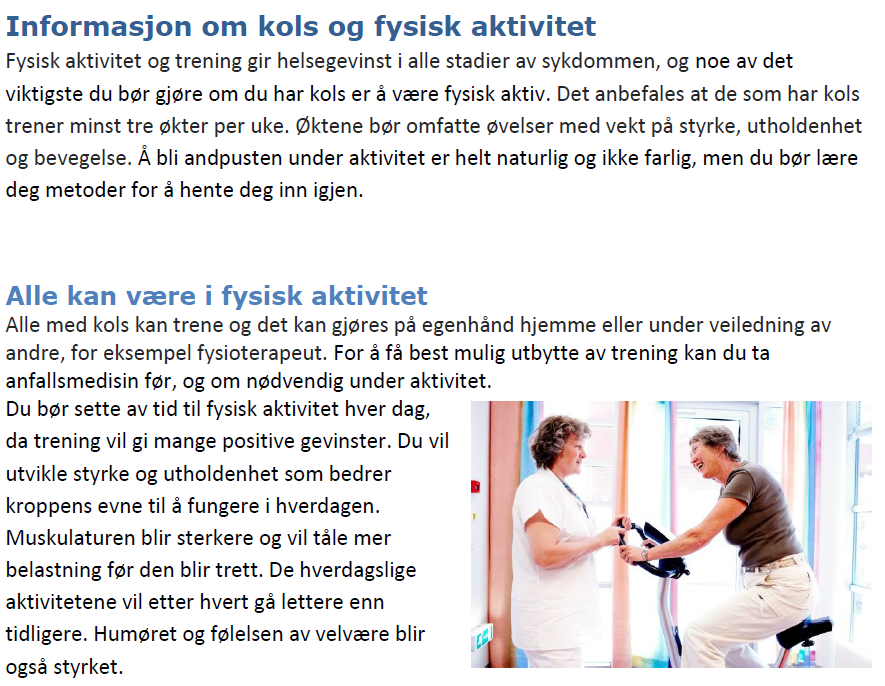 Informasjon om kols og fysisk aktivitet
Fysisk aktivitet og trening gir helsegevinst i alle stadier av sykdommen, og noe av det
viktigste du bør gjøre om du har kols er å være fysisk aktiv. Det anbefales at de som har kols
trener minst tre økter per uke. Øktene bør omfatte øvelser med vekt på styrke, utholdenhet
og bevegelse. Å bli andpusten under aktivitet er helt naturlig og ikke farlig, men du bør lære
deg metoder for å hente deg inn igjen.
Alle kan være i fysisk aktivitet
Alle med kols kan trene og det kan gjøres på egenhånd hjemme eller under veiledning av
andre, for eksempel fysioterapeut. For å få best mulig utbytte av trening kan du ta
anfallsmedisin før, og om nødvendig under aktivitet.
Du bør sette av tid til fysisk aktivitet hver dag,
da trening vil gi mange positive gevinster. Du vil
utvikle styrke og utholdenhet som bedrer
kroppens evne til å fungere i hverdagen.
Muskulaturen blir sterkere og vil tåle mer
belastning før den blir trett. De hverdagslige
aktivitetene vil etter hvert gå lettere enn
tidligere. Humøret og følelsen av velvære blir
også styrket.